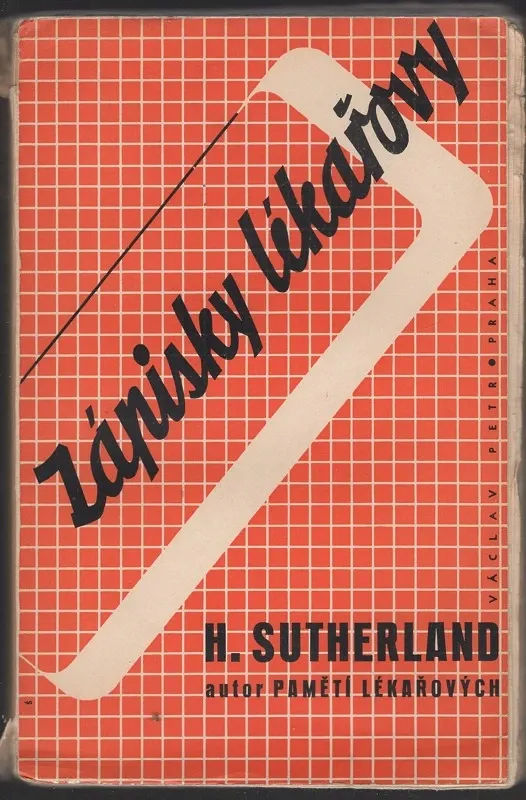 Zápisky lékařovy
VÁCLAV PETR • PRAHA
H. SUTHERLAND
autor PAMĚTÍ LÉKAŘOVÝCH